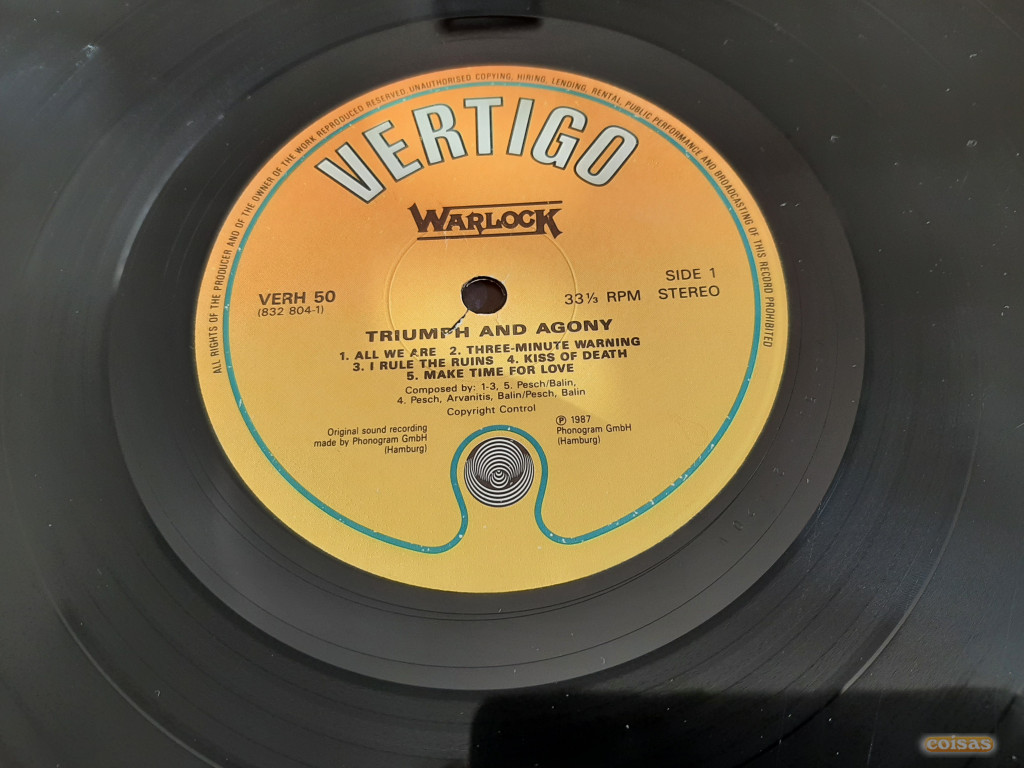 ALL RIGHTS OF THE PRODUCER AND OF THE OWNER OF THE WORK REPRODUCED RESERVED. UNAUTHORISED COPYING, HIRING, LENDING, RENTAL, PUBLIC PERFORMANCE AND BROADCASTING OF THIS RECORD PROHIBITED
VERTIGO
WARLOCK
SIDE 1
VERH 50
33⅓ RPM STEREO
(832 804-1)
TRIUMPH AND AGONY
1. ALL WE ARE 2. THREE-MINUTE WARNING
3. I RULE THE RUINS 4. KISS OF DEATH
5. MAKE TIME FOR LOVE
Composed by: 1-3, 5. Pesch/Balin,
4. Pesch, Arvanitis, Balin/Pesch, Balin
Copyright Control
Original sound recording
made by Phonogram GmbH
(Hamburg)
℗ 1987
Phonogram GmbH
(Hamburg)
coisas